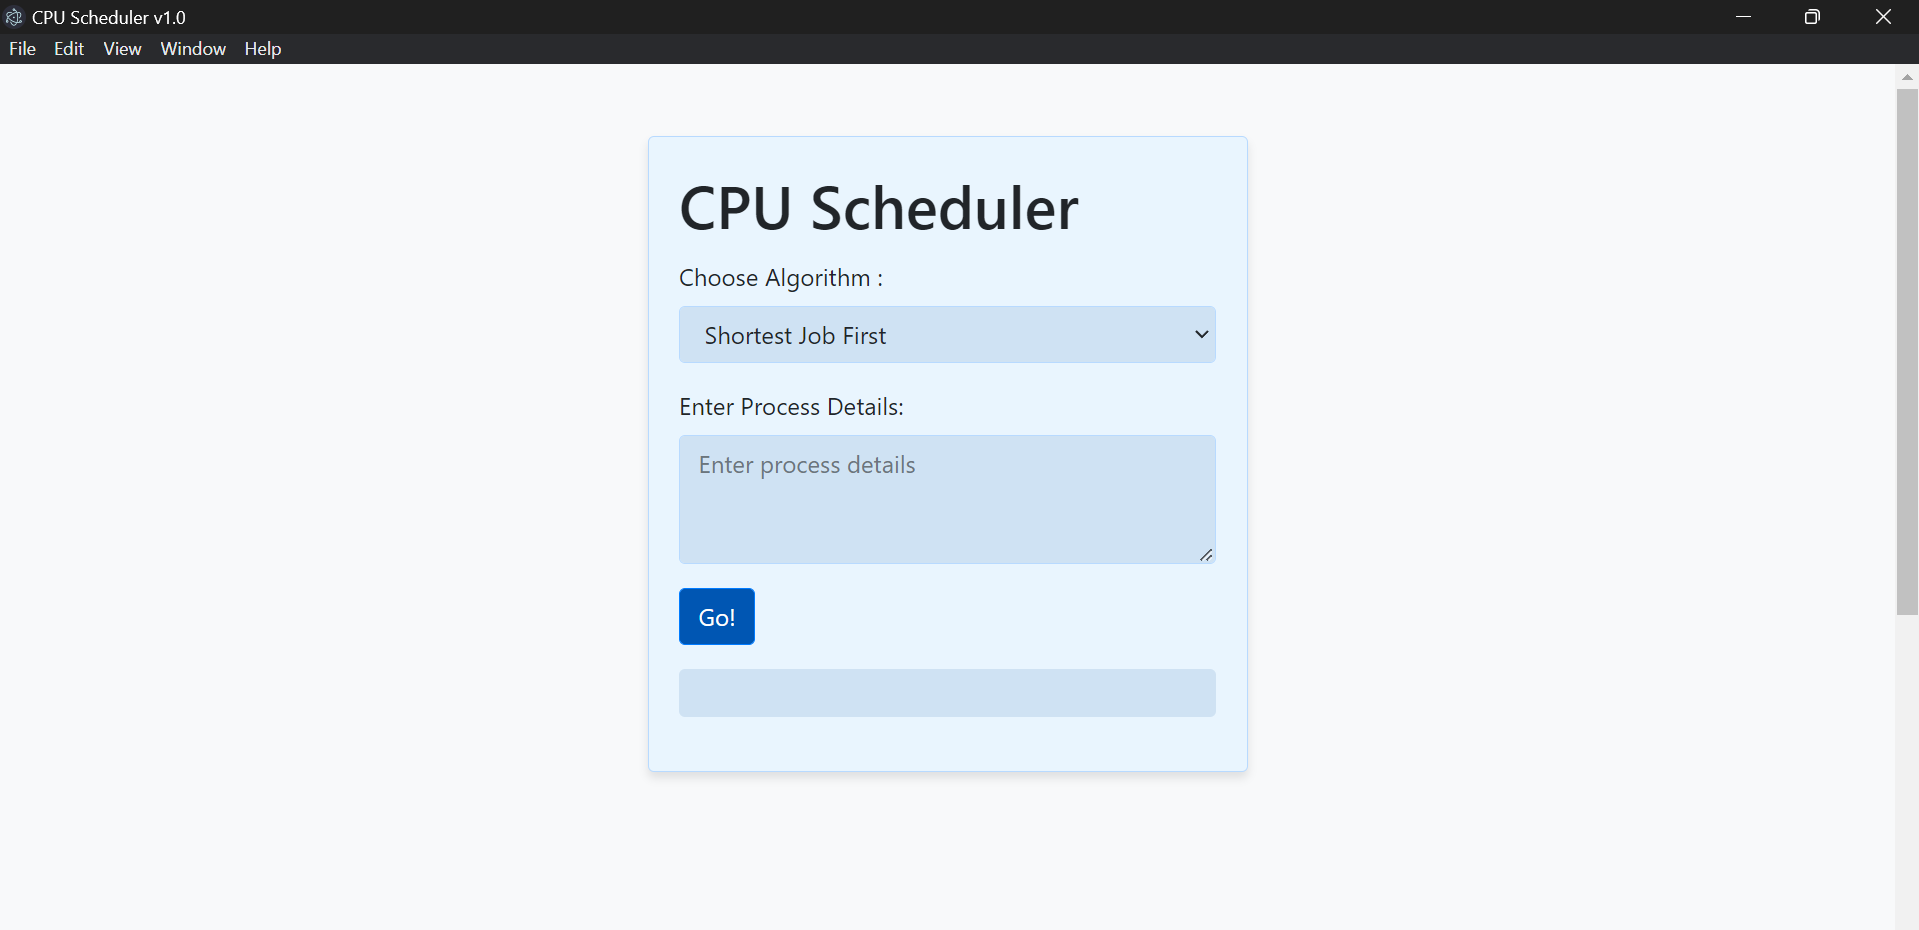 CPU Scheduler v1.0
File Edit View Window Help
CPU Scheduler
Choose Algorithm :
Shortest Job First
Enter Process Details:
Enter process details
Go!